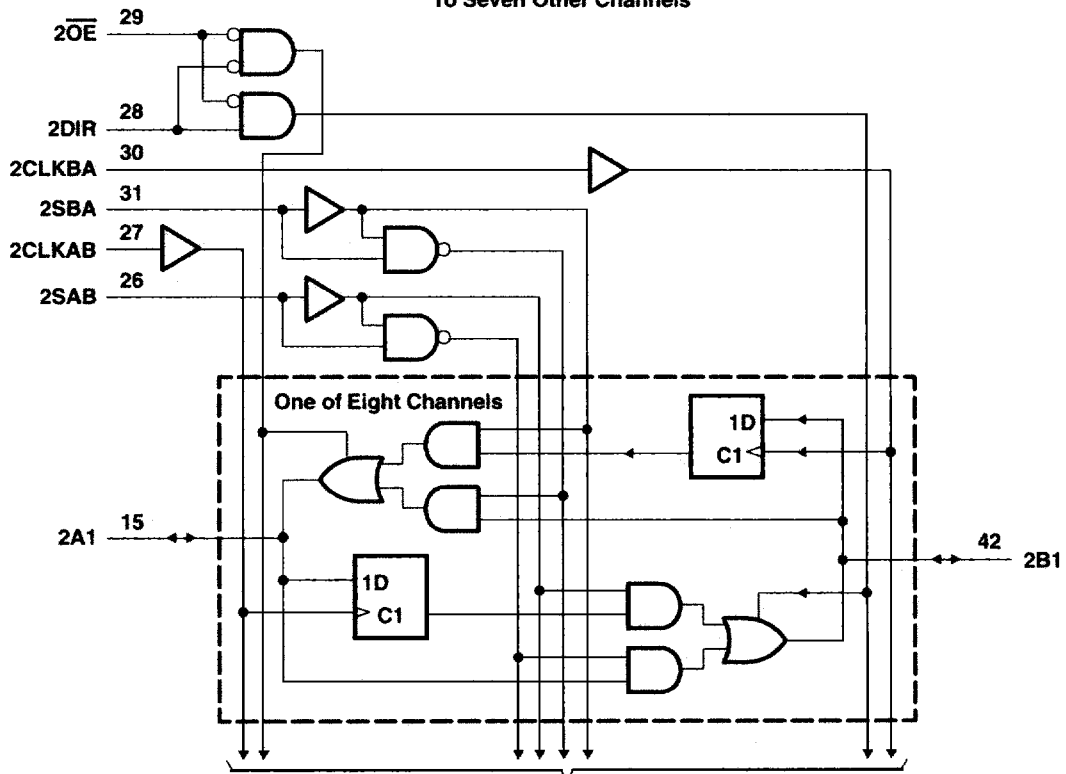 To Seven Other Channels
2O̅E̅ 29
2DIR 28
2CLKBA 30
2SBA 31
2CLKAB 27
2SAB 26
One of Eight Channels
1D
C1
2A1 15
42 2B1
1D
C1